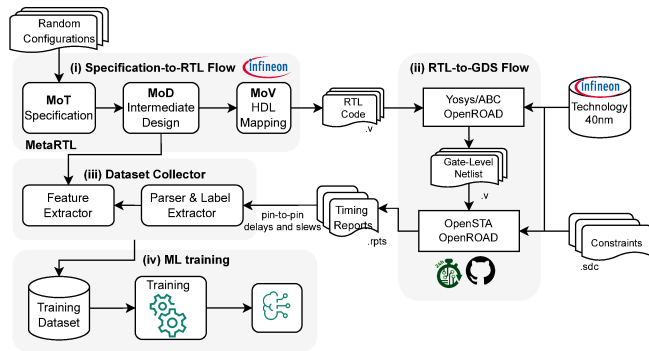 Random
Configurations
(i) Specification-to-RTL Flow
infineon
MoT
Specification
MoD
Intermediate
Design
MoV
HDL
Mapping
MetaRTL
RTL
Code
.v
(ii) RTL-to-GDS Flow
Yosys/ABC
OpenROAD
Gate-Level
Netlist
.v
OpenSTA
OpenROAD
24h
infineon
Technology
40nm
Constraints
.sdc
(iii) Dataset Collector
Feature
Extractor
Parser & Label
Extractor
pin-to-pin
delays and slews
Timing
Reports
.rpts
(iv) ML training
Training
Dataset
Training